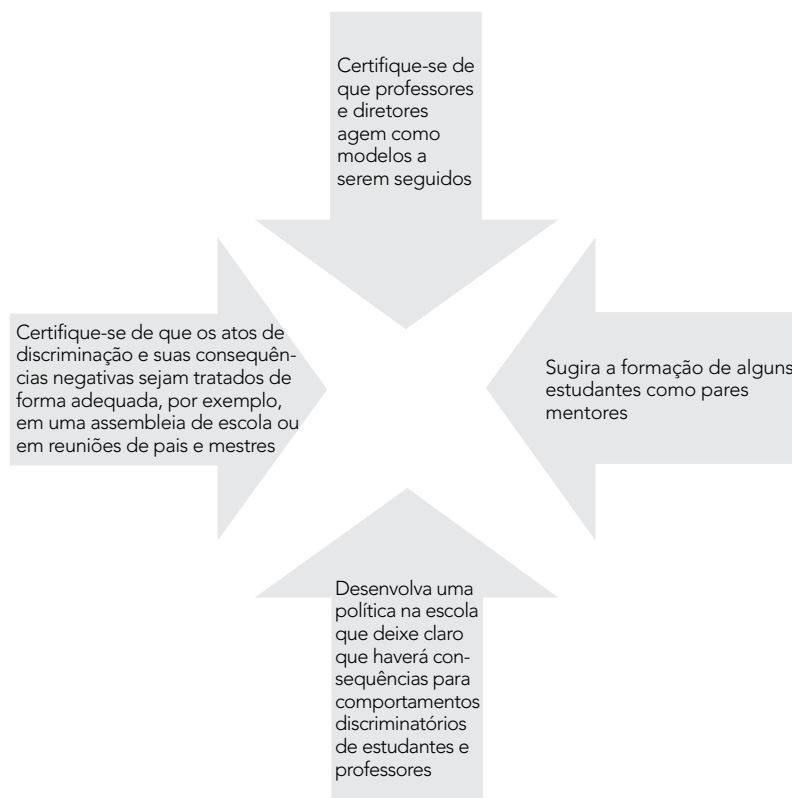 Certifique-se de
que professores
e diretores
agem como
modelos a
serem seguidos
Certifique-se de que os atos de
discriminação e suas consequên-
cias negativas sejam tratados de
forma adequada, por exemplo,
em uma assembleia de escola ou
em reuniões de pais e mestres
Sugira a formação de alguns
estudantes como pares
mentores
Desenvolva uma
política na escola
que deixe claro
que haverá con-
sequências para
comportamentos
discriminatórios
de estudantes e
professores